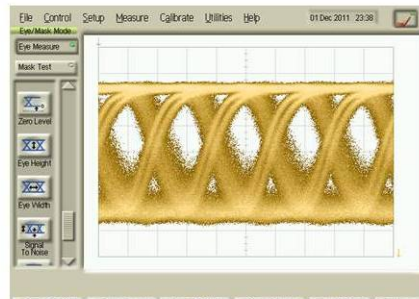 File Control Setup Measure Calibrate Utilities Help 01 Dec 2011 23:38
Eye/Mask Mode
Eye Measure
Mask Test
Zero Level
Eye Height
Eye Width
Signal
To Noise